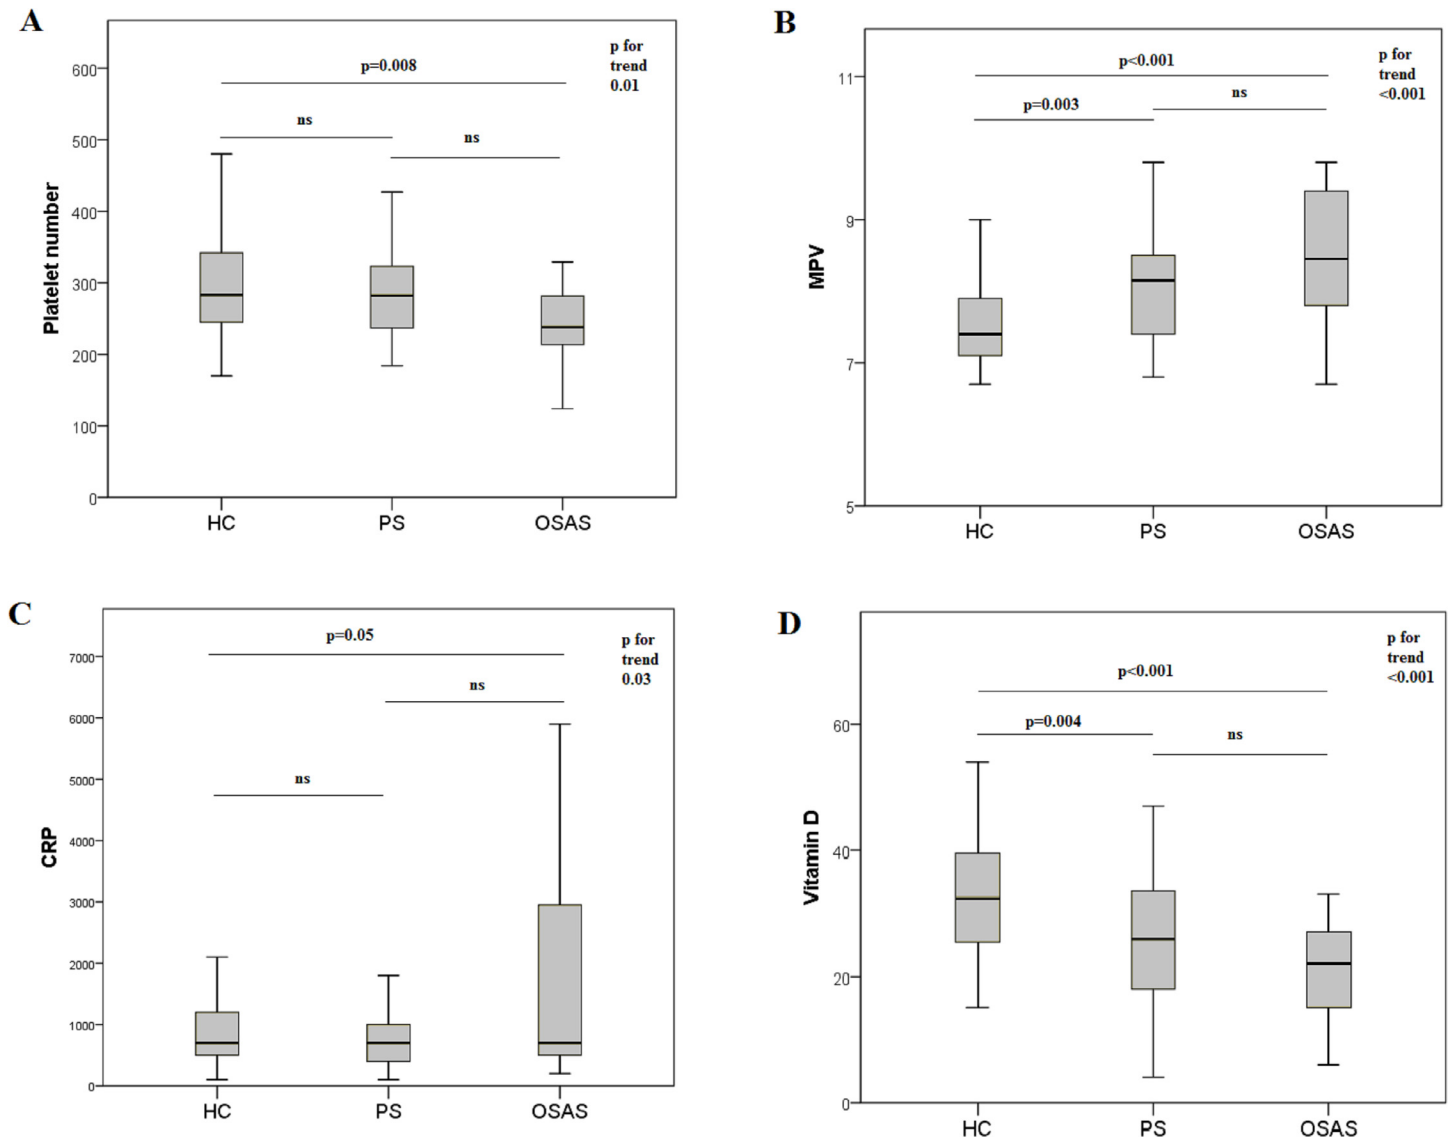 A
p for
trend
0.01
p=0.008
ns
ns
600
500
400
300
200
100
0
Platelet number
HC
PS
OSAS
B
p for
trend
<0.001
p<0.001
p=0.003
ns
11
9
7
5
MPV
HC
PS
OSAS
C
p for
trend
0.03
p=0.05
ns
ns
7000
6000
5000
4000
3000
2000
1000
0
CRP
HC
PS
OSAS
D
p for
trend
<0.001
p<0.001
p=0.004
ns
60
40
20
0
Vitamin D
HC
PS
OSAS